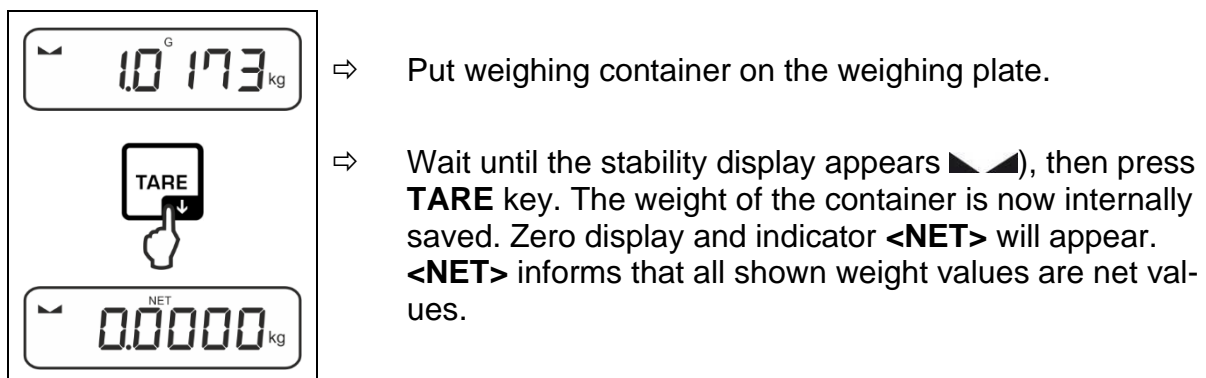 G
1.0173 kg
⇨ Put weighing container on the weighing plate.
TARE
⇨ Wait until the stability display appears ), then press
TARE key. The weight of the container is now internally
saved. Zero display and indicator <NET> will appear.
<NET> informs that all shown weight values are net val-
ues.
NET
0.0000 kg